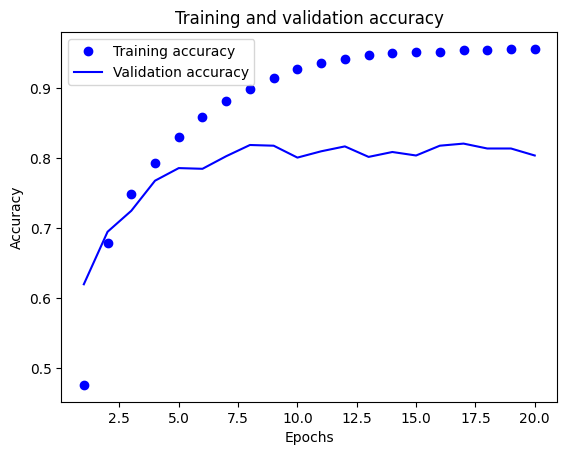 Training and validation accuracy
Training accuracy
Validation accuracy
Accuracy
0.9
0.8
0.7
0.6
0.5
2.5 5.0 7.5 10.0 12.5 15.0 17.5 20.0
Epochs